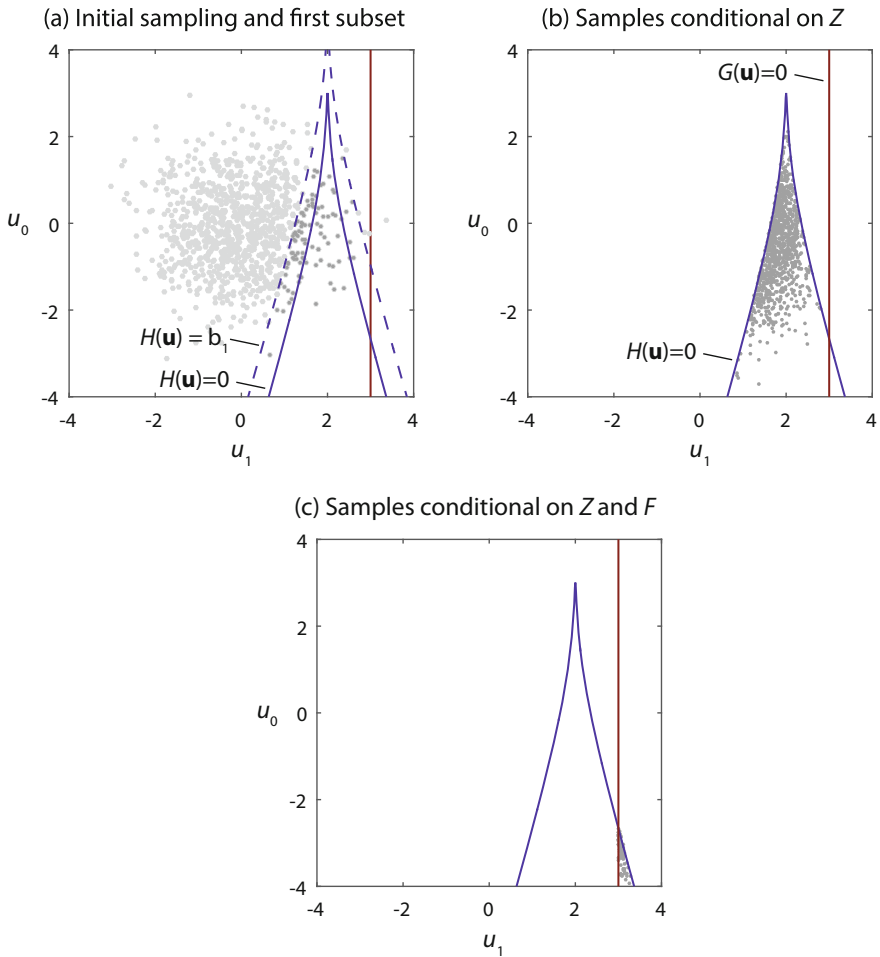 (a) Initial sampling and first subset
4
2
0
-2
-4
u₀
H(u) = b₁
H(u)=0
-4 -2 0 2 4
u₁
(b) Samples conditional on Z
4
2
0
-2
-4
u₀
G(u)=0
H(u)=0
-4 -2 0 2 4
u₁
(c) Samples conditional on Z and F
4
2
0
-2
-4
u₀
-4 -2 0 2 4
u₁